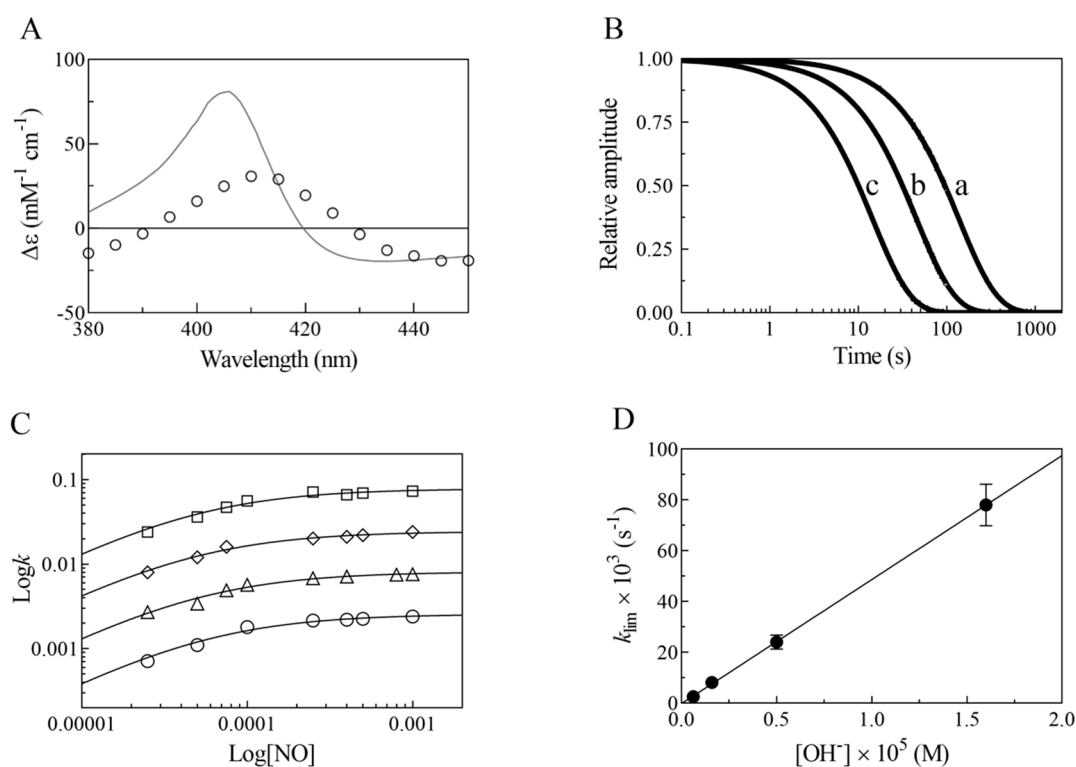 A
100
50
0
-50
Δε (mM⁻¹ cm⁻¹)
380
400
420
440
Wavelength (nm)
B
1.00
0.75
0.50
0.25
0.00
Relative amplitude
c
b
a
0.1
1
10
100
1000
Time (s)
C
0.1
0.01
0.001
Logk
0.00001
0.0001
0.001
Log[NO]
D
100
80
60
40
20
0
k_lim × 10³ (s⁻¹)
0.0
0.5
1.0
1.5
2.0
[OH⁻] × 10⁵ (M)